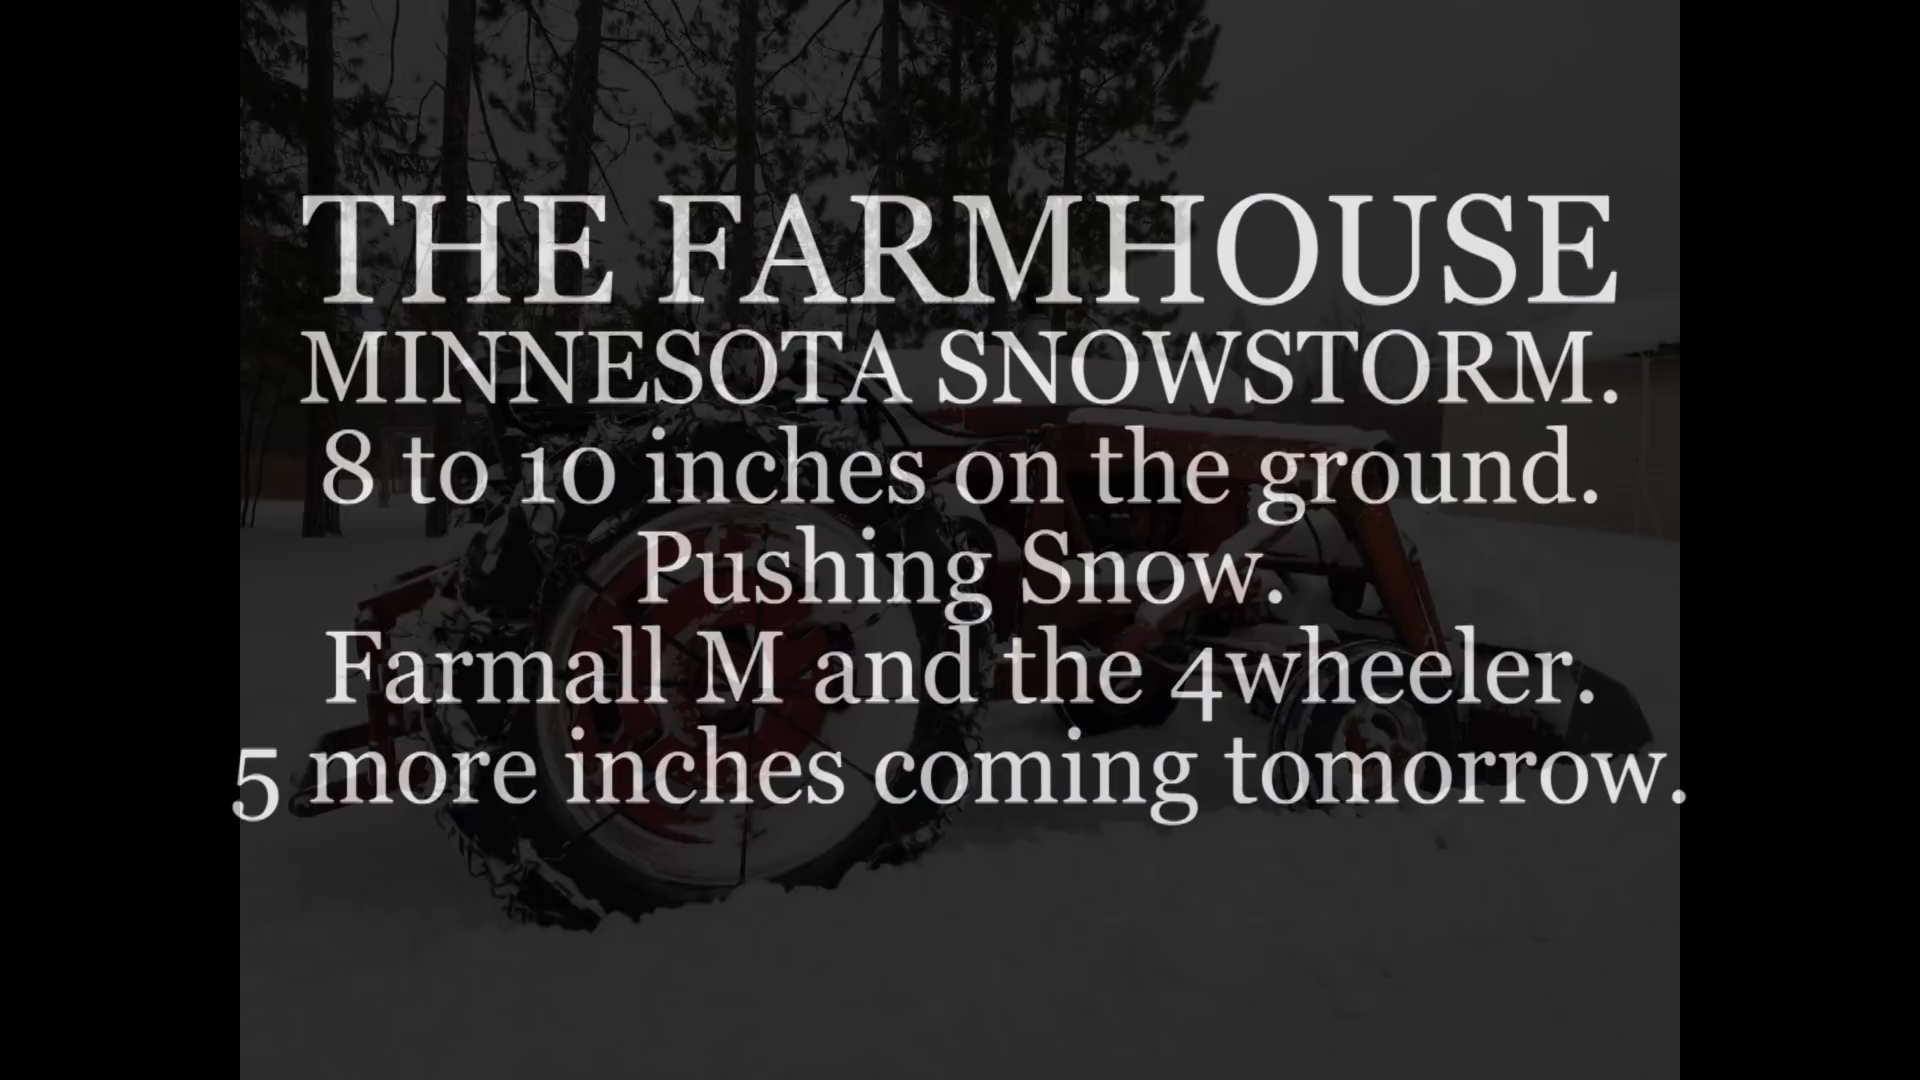 THE FARMHOUSE
MINNESOTA SNOWSTORM.
8 to 10 inches on the ground.
Pushing Snow.
Farmall M and the 4wheeler.
5 more inches coming tomorrow.